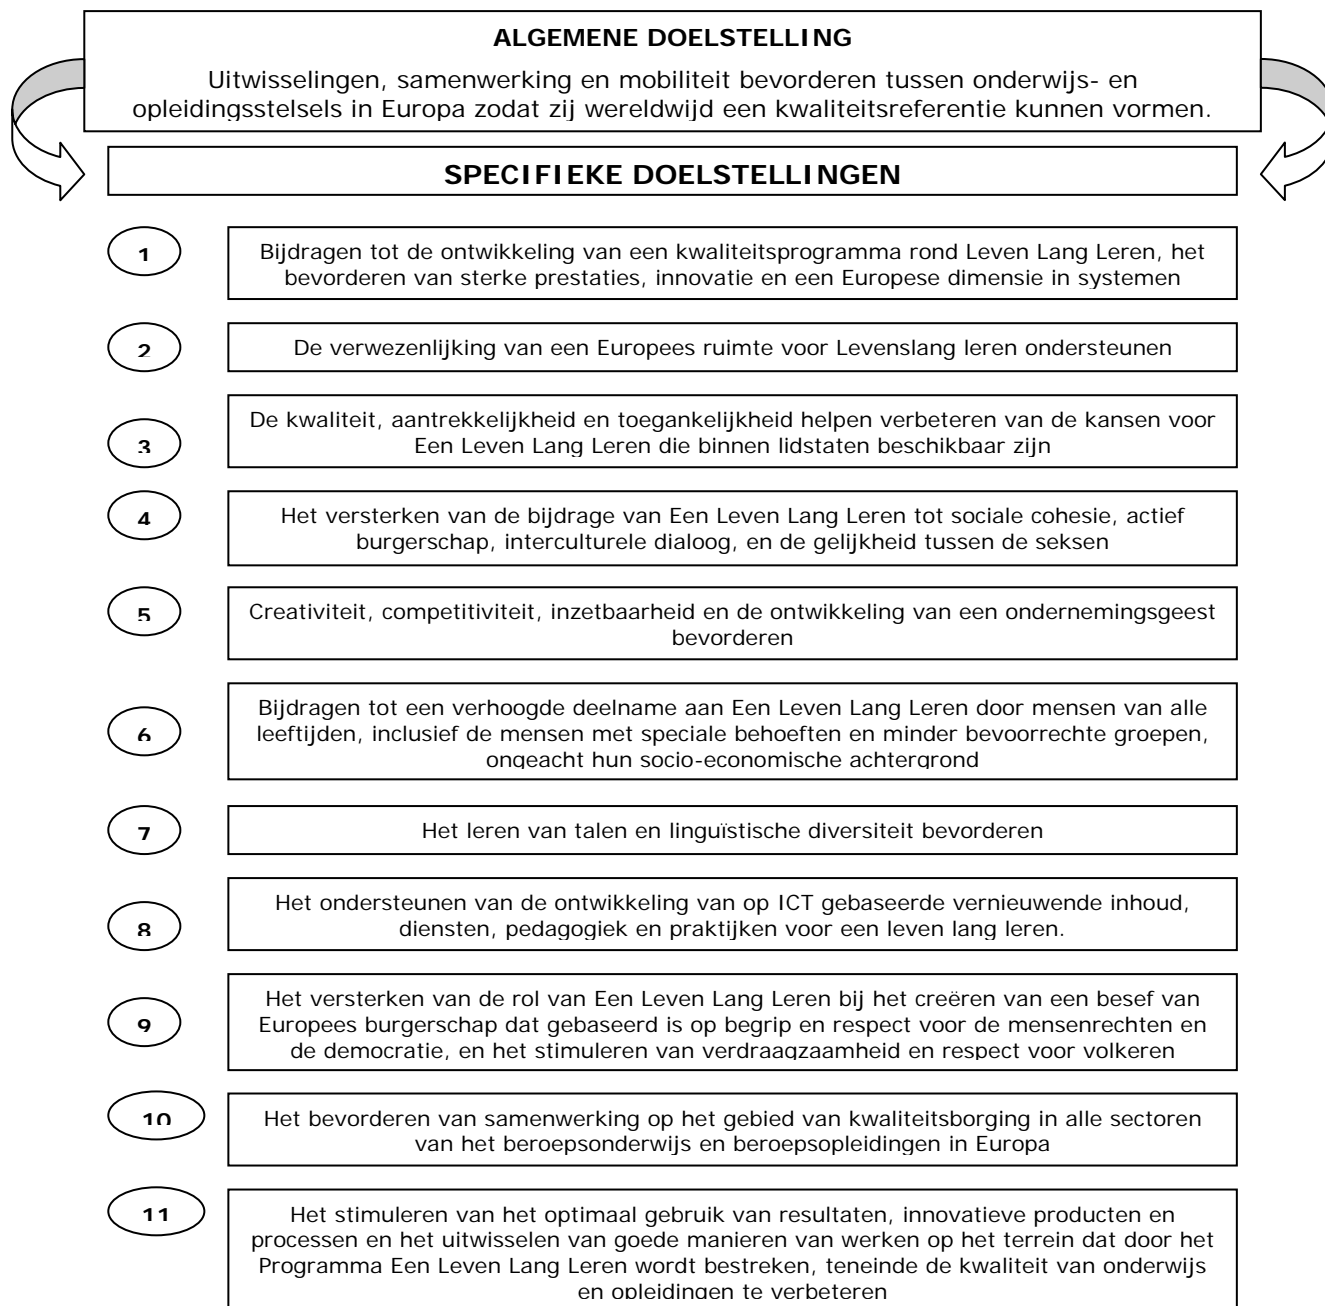 ALGEMENE DOELSTELLING
Uitwisselingen, samenwerking en mobiliteit bevorderen tussen onderwijs- en
opleidingsstelsels in Europa zodat zij wereldwijd een kwaliteitsreferentie kunnen vormen.
SPECIFIEKE DOELSTELLINGEN
1
Bijdragen tot de ontwikkeling van een kwaliteitsprogramma rond Leven Lang Leren, het
bevorderen van sterke prestaties, innovatie en een Europese dimensie in systemen
2
De verwezenlijking van een Europees ruimte voor Levenslang leren ondersteunen
3
De kwaliteit, aantrekkelijkheid en toegankelijkheid helpen verbeteren van de kansen voor
Een Leven Lang Leren die binnen lidstaten beschikbaar zijn
4
Het versterken van de bijdrage van Een Leven Lang Leren tot sociale cohesie, actief
burgerschap, interculturele dialoog, en de gelijkheid tussen de seksen
5
Creativiteit, competitiviteit, inzetbaarheid en de ontwikkeling van een ondernemingsgeest
bevorderen
6
Bijdragen tot een verhoogde deelname aan Een Leven Lang Leren door mensen van alle
leeftijden, inclusief de mensen met speciale behoeften en minder bevoorrechte groepen,
ongeacht hun socio-economische achtergrond
7
Het leren van talen en linguïstische diversiteit bevorderen
8
Het ondersteunen van de ontwikkeling van op ICT gebaseerde vernieuwende inhoud,
diensten, pedagogiek en praktijken voor een leven lang leren.
9
Het versterken van de rol van Een Leven Lang Leren bij het creëren van een besef van
Europees burgerschap dat gebaseerd is op begrip en respect voor de mensenrechten en
de democratie, en het stimuleren van verdraagzaamheid en respect voor volkeren
10
Het bevorderen van samenwerking op het gebied van kwaliteitsborging in alle sectoren
van het beroepsonderwijs en beroepsopleidingen in Europa
11
Het stimuleren van het optimaal gebruik van resultaten, innovatieve producten en
processen en het uitwisselen van goede manieren van werken op het terrein dat door het
Programma Een Leven Lang Leren wordt bestreken, teneinde de kwaliteit van onderwijs
en opleidingen te verbeteren